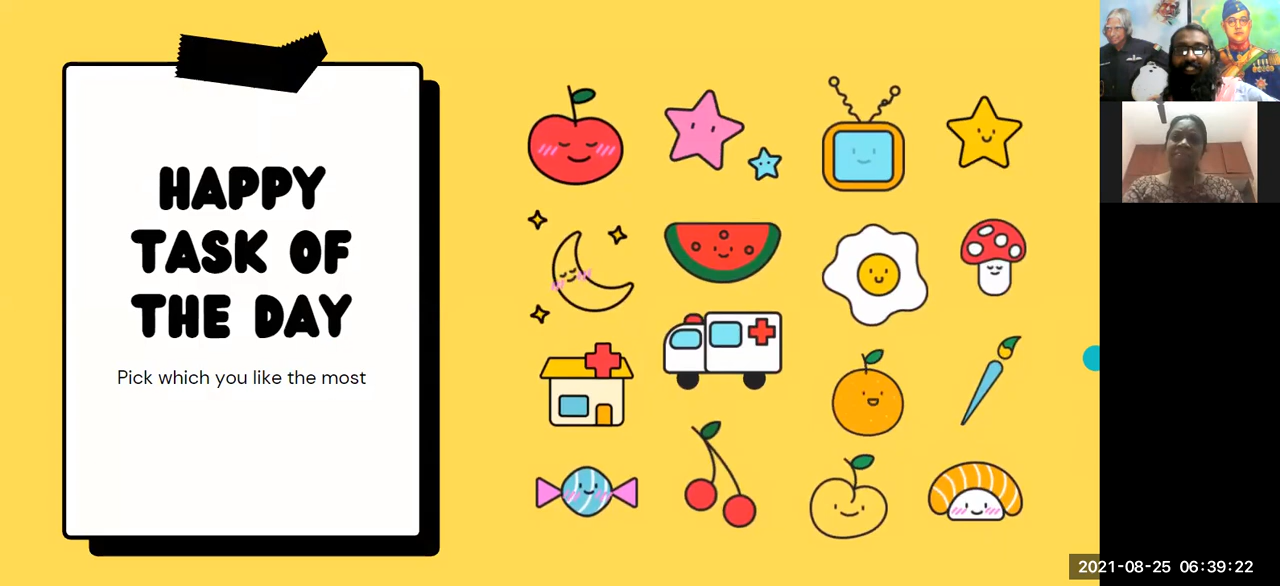 HAPPY
TASK OF
THE DAY
Pick which you like the most
2021-08-25 06:39:22